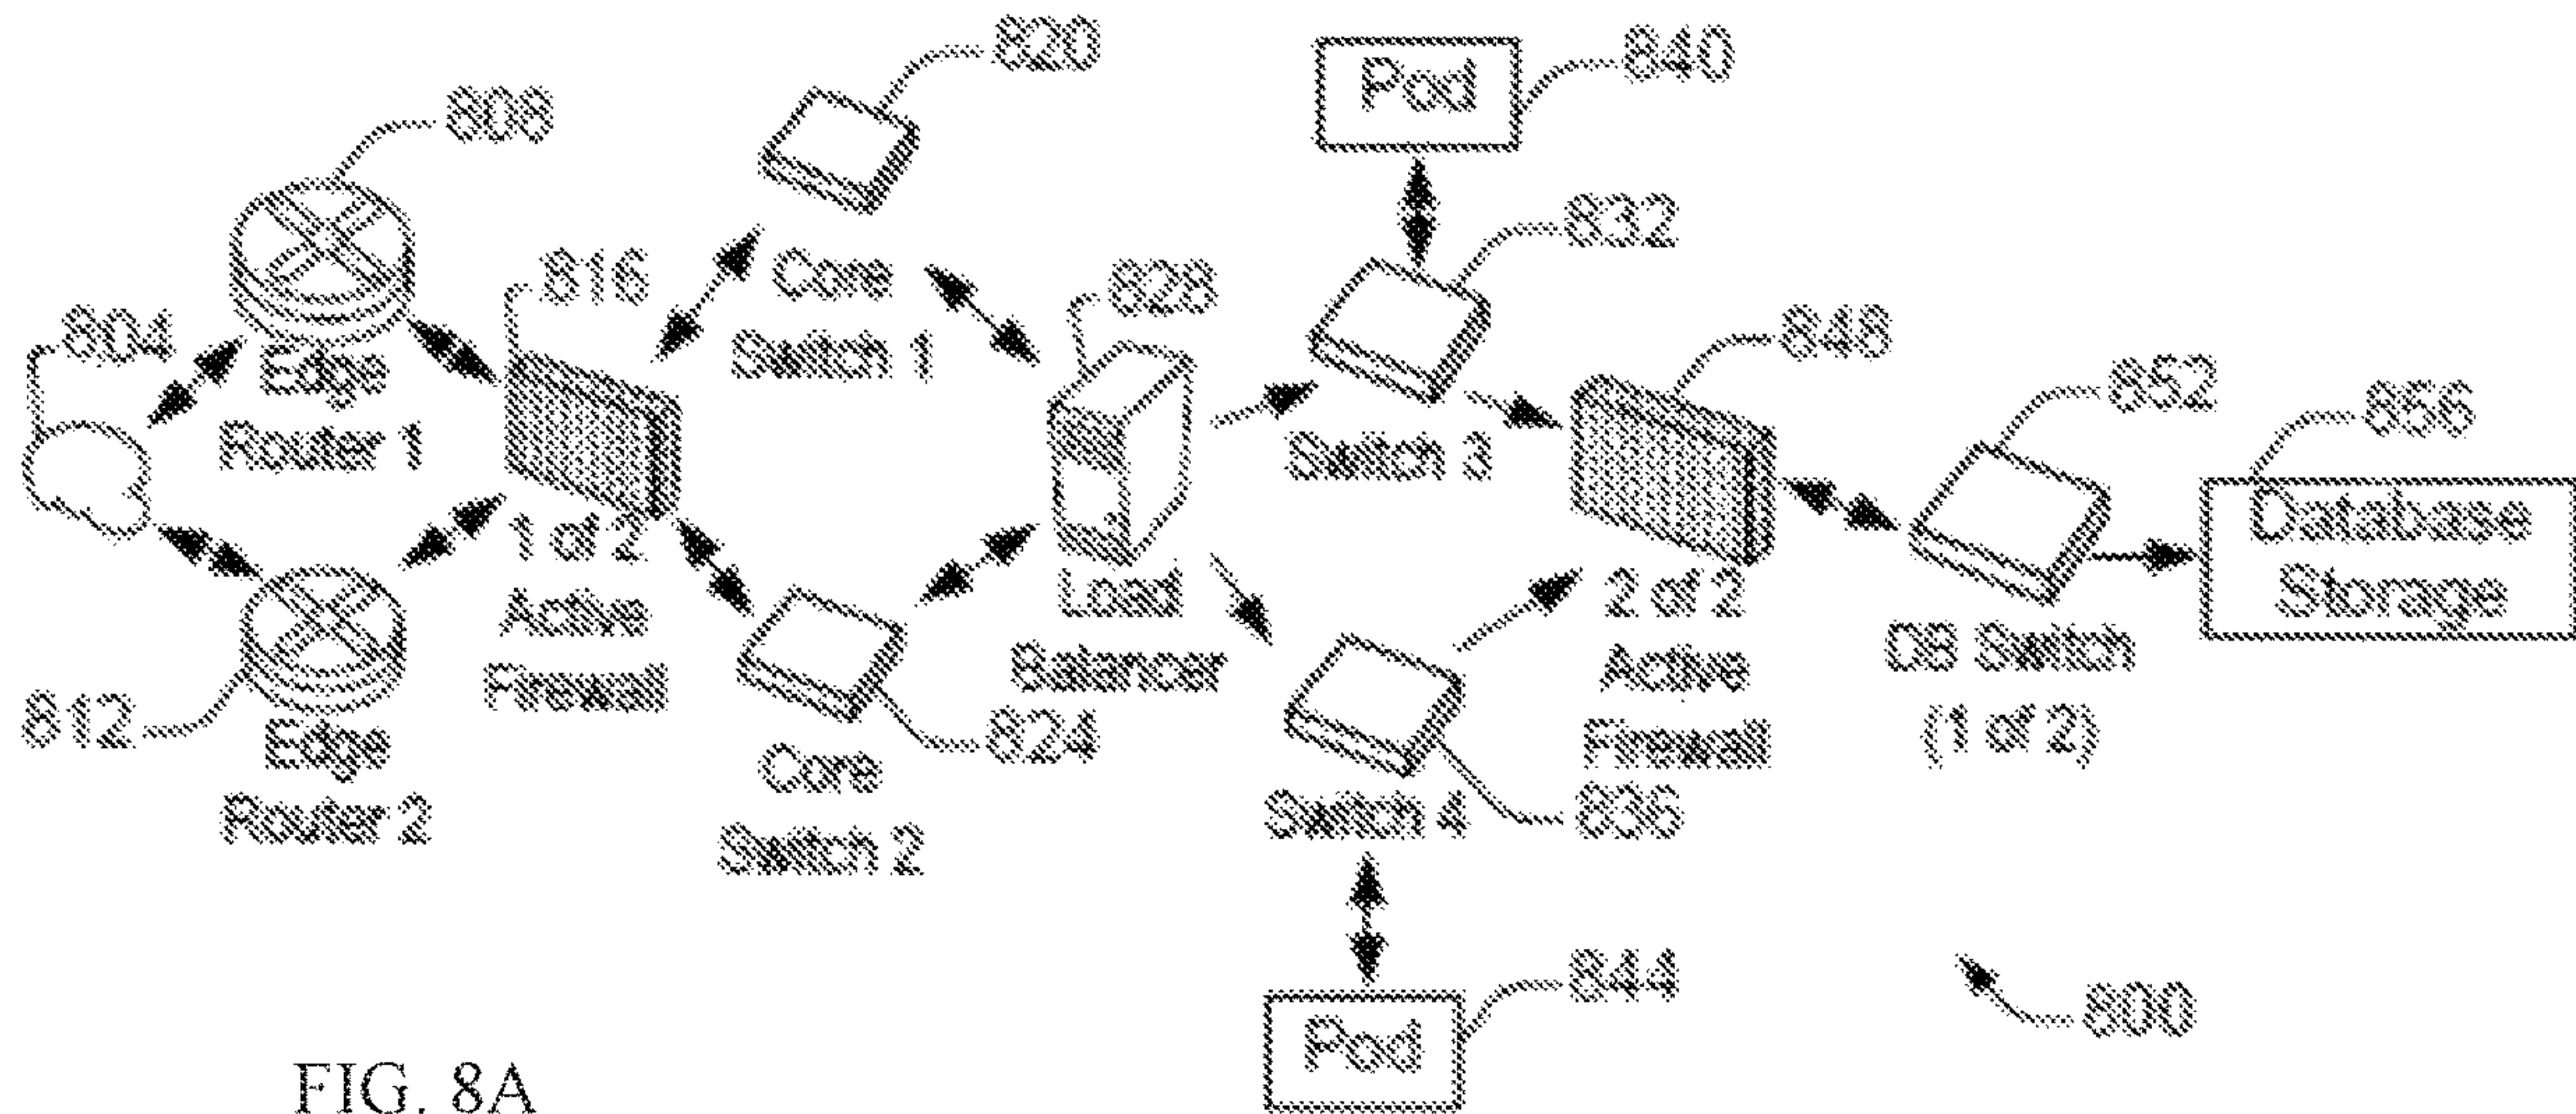 820
Pod
840
808
832
816
Core
Switch 1
828
804
Edge
Router 1
848
852
856
Switch 3
Database
Storage
1 of 2
Active
Firewall
Load
Balancer
2 of 2
Active
Firewall
DB Switch
(1 of 2)
812
Edge
Router 2
824
Core
Switch 2
Switch 4
836
844
Pod
800
FIG. 8A